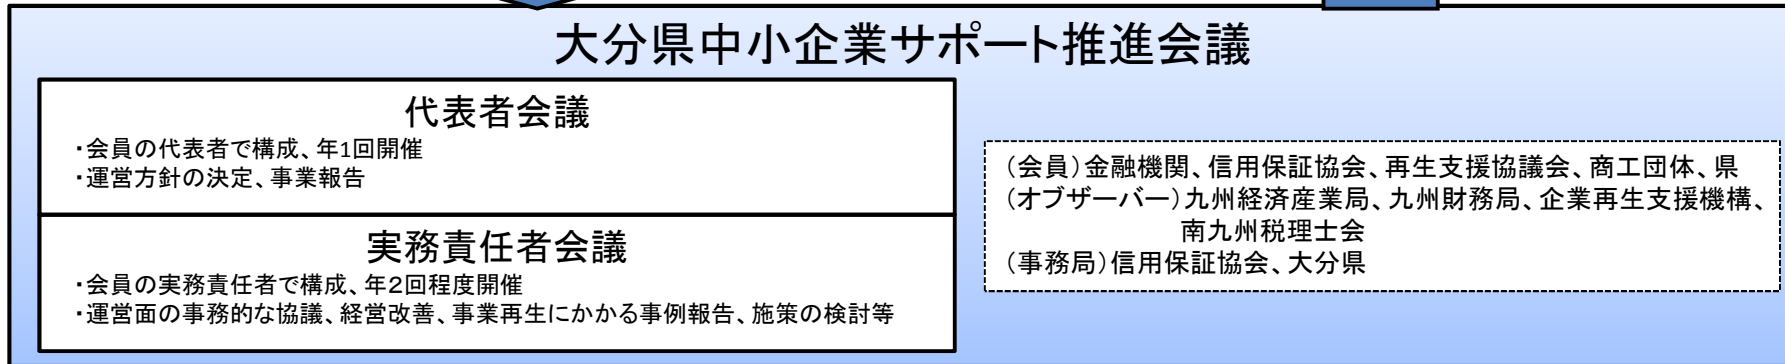 大分県中小企業サポート推進会議
代表者会議
・会員の代表者で構成、年1回開催
・運営方針の決定、事業報告
実務責任者会議
・会員の実務責任者で構成、年２回程度開催
・運営面の事務的な協議、経営改善、事業再生にかかる事例報告、施策の検討等
（会員）金融機関、信用保証協会、再生支援協議会、商工団体、県
（オブザーバー）九州経済産業局、九州財務局、企業再生支援機構、
南九州税理士会
（事務局）信用保証協会、大分県